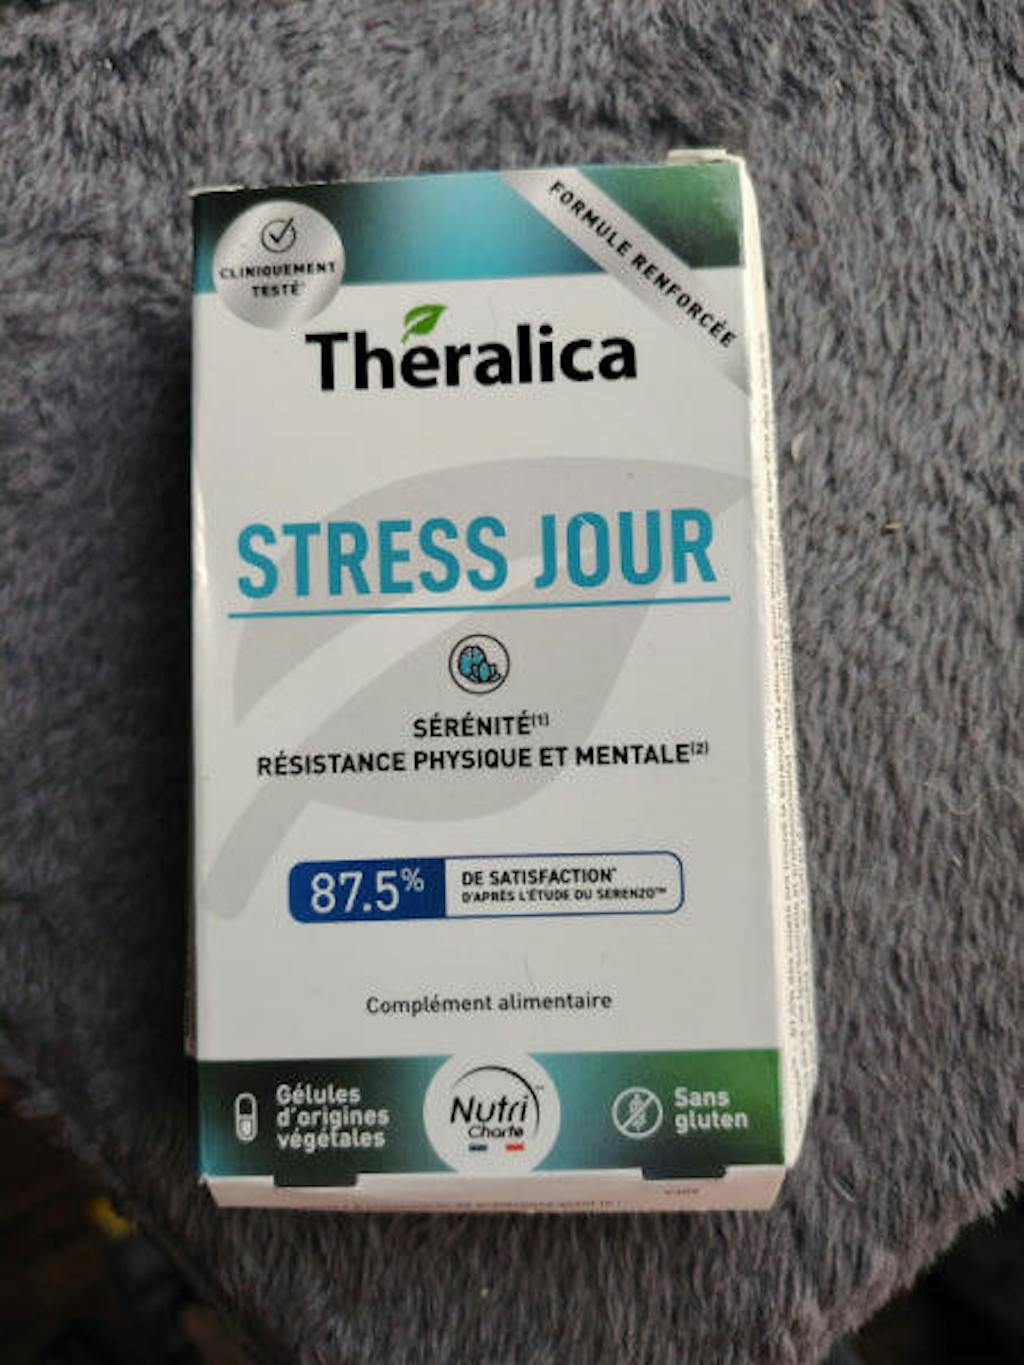 CLINIQUEMENT
TESTÉ*
FORMULE RENFORCÉE
Théralica
STRESS JOUR
SÉRÉNITÉ(1)
RÉSISTANCE PHYSIQUE ET MENTALE(2)
87.5%
DE SATISFACTION*
D'APRÈS L'ÉTUDE DU SERENZO™
Complément alimentaire
Gélules
d'origines
végétales
Nutri
Charte
Sans
gluten